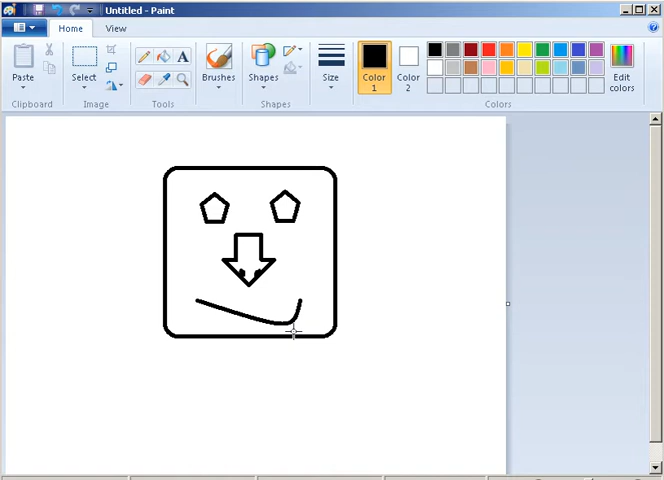 Untitled - Paint
Home View
Paste Select Brushes Shapes Size Color 1 Color 2 Edit colors
Clipboard Image Tools Shapes Colors